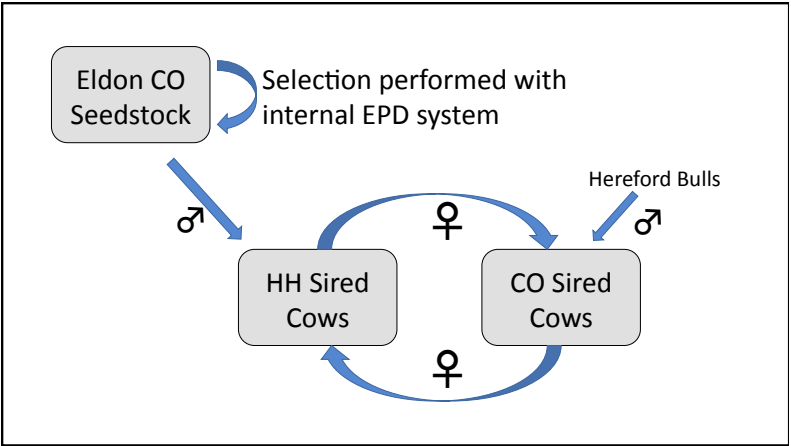 Eldon CO
Seedstock
Selection performed with
internal EPD system
Hereford Bulls
♂
♀
♂
HH Sired
Cows
CO Sired
Cows
♀